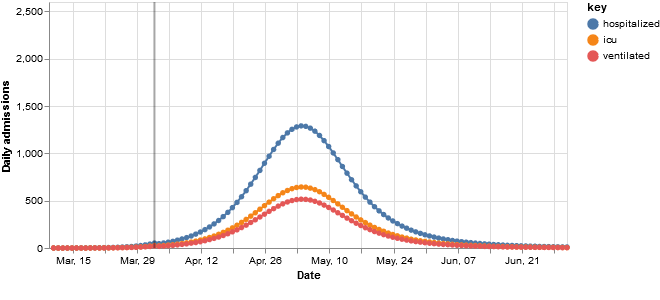 key
hospitalized
icu
ventilated
Daily admissions
2,500
2,000
1,500
1,000
500
0
Mar, 15
Mar, 29
Apr, 12
Apr, 26
May, 10
May, 24
Jun, 07
Jun, 21
Date